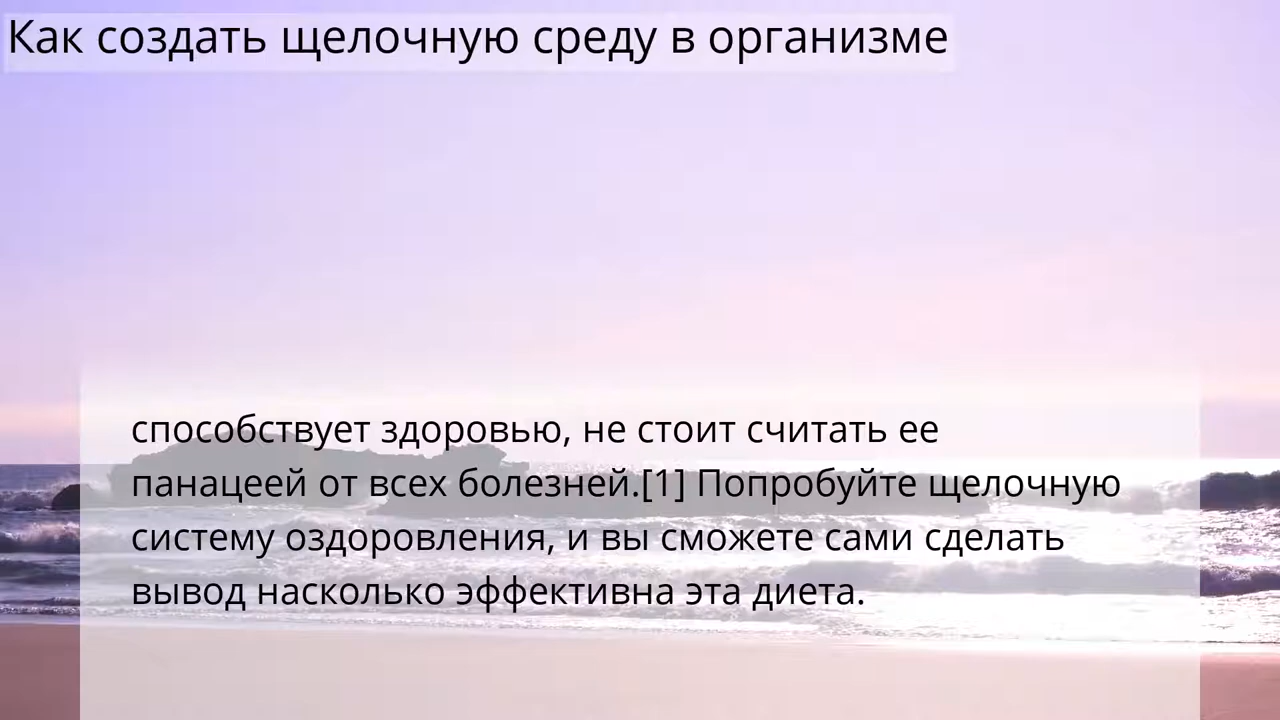 Как создать щелочную среду в организме
способствует здоровью, не стоит считать ее
панацеей от всех болезней.[1] Попробуйте щелочную
систему оздоровления, и вы сможете сами сделать
вывод насколько эффективна эта диета.